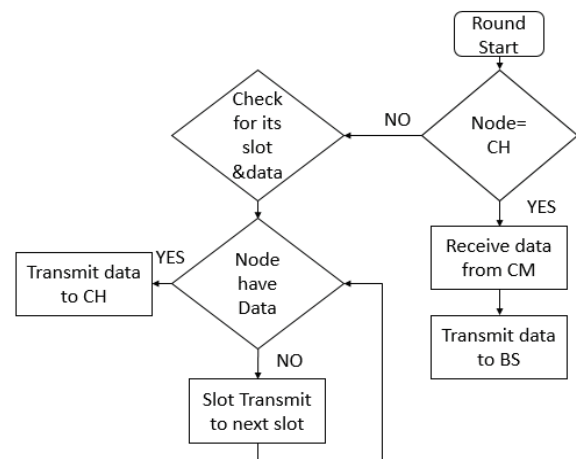 Round
Start
Node=
CH
NO
YES
Check
for its
slot
&data
Receive data
from CM
Transmit data
to BS
Node
have
Data
YES
Transmit data
to CH
NO
Slot Transmit
to next slot